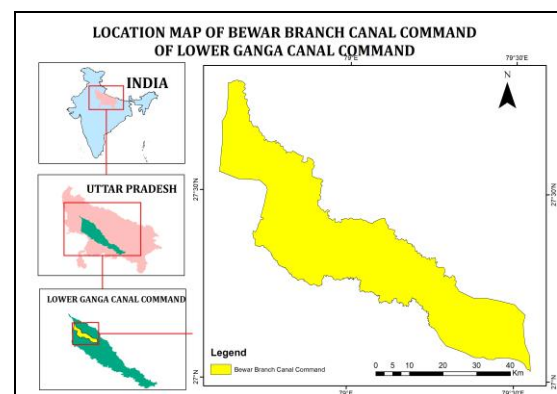 LOCATION MAP OF BEWAR BRANCH CANAL COMMAND
OF LOWER GANGA CANAL COMMAND
INDIA
UTTAR PRADESH
LOWER GANGA CANAL COMMAND
79°E
79°30'E
N
27°30'N
27°30'N
Legend
Bewar Branch Canal Command
0 5 10 20 30 40
Km
27°N
27°N
79°E
79°30'E